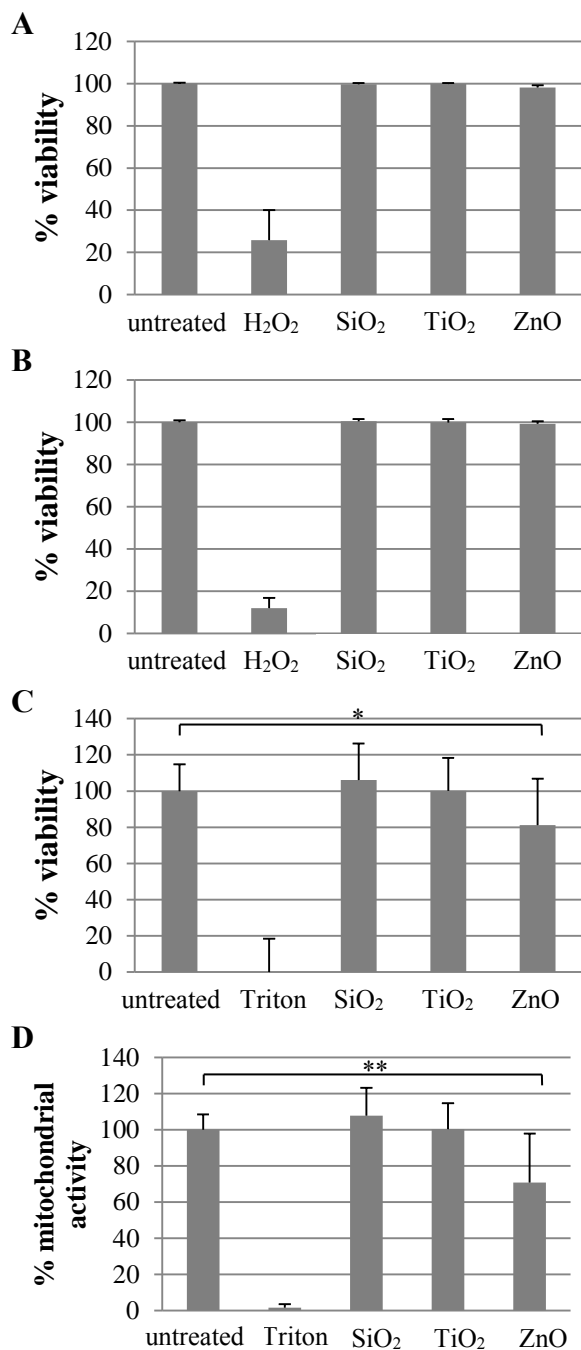 A
% viability
120
100
80
60
40
20
0
untreated H₂O₂ SiO₂ TiO₂ ZnO
B
% viability
120
100
80
60
40
20
0
untreated H₂O₂ SiO₂ TiO₂ ZnO
C
% viability
140
120
100
80
60
40
20
0
*
untreated Triton SiO₂ TiO₂ ZnO
D
% mitochondrial
activity
140
120
100
80
60
40
20
0
**
untreated Triton SiO₂ TiO₂ ZnO